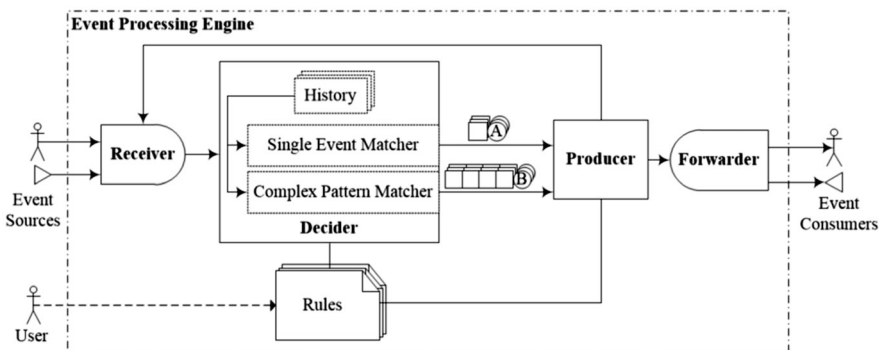 Event Processing Engine
History
Receiver
Single Event Matcher
A
Producer
Forwarder
Complex Pattern Matcher
B
Event
Sources
Event
Consumers
Decider
Rules
User